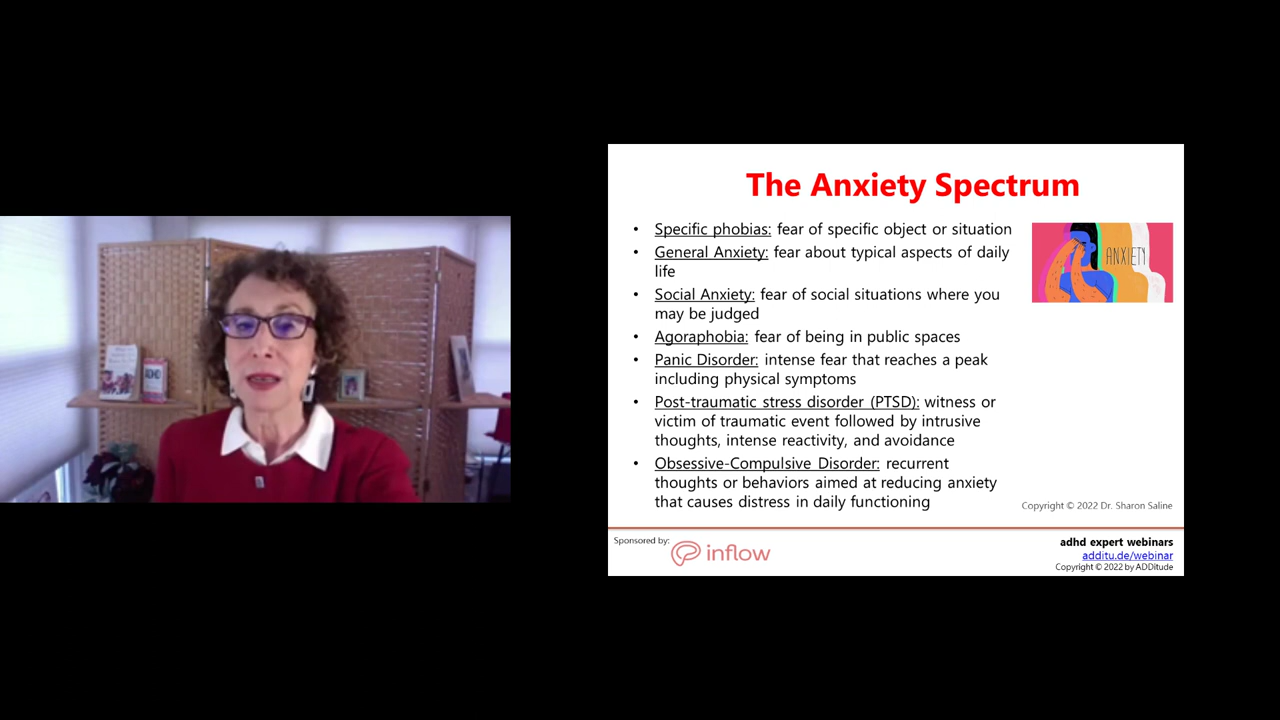 The Anxiety Spectrum
• Specific phobias: fear of specific object or situation
• General Anxiety: fear about typical aspects of daily
life
• Social Anxiety: fear of social situations where you
may be judged
• Agoraphobia: fear of being in public spaces
• Panic Disorder: intense fear that reaches a peak
including physical symptoms
• Post-traumatic stress disorder (PTSD): witness or
victim of traumatic event followed by intrusive
thoughts, intense reactivity, and avoidance
• Obsessive-Compulsive Disorder: recurrent
thoughts or behaviors aimed at reducing anxiety
that causes distress in daily functioning
ANXIETY
Copyright © 2022 Dr. Sharon Saline
Sponsored by:
inflow
adhd expert webinars
additu.de/webinar
Copyright © 2022 by ADDitude
ADHD